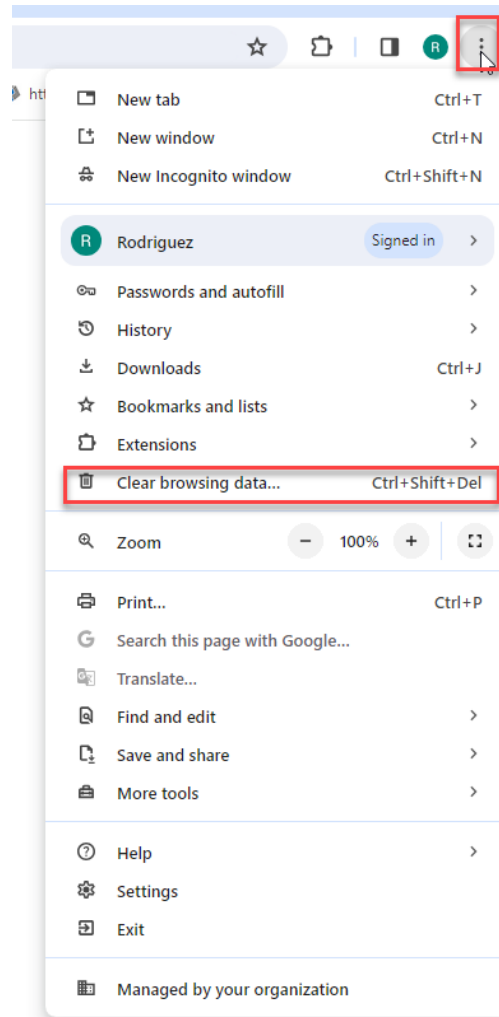 R
htt
New tab Ctrl+T
New window Ctrl+N
New Incognito window Ctrl+Shift+N
R Rodriguez Signed in
Passwords and autofill
History
Downloads Ctrl+J
Bookmarks and lists
Extensions
Clear browsing data... Ctrl+Shift+Del
Zoom − 100% +
Print... Ctrl+P
G Search this page with Google...
Translate...
Find and edit
Save and share
More tools
Help
Settings
Exit
Managed by your organization